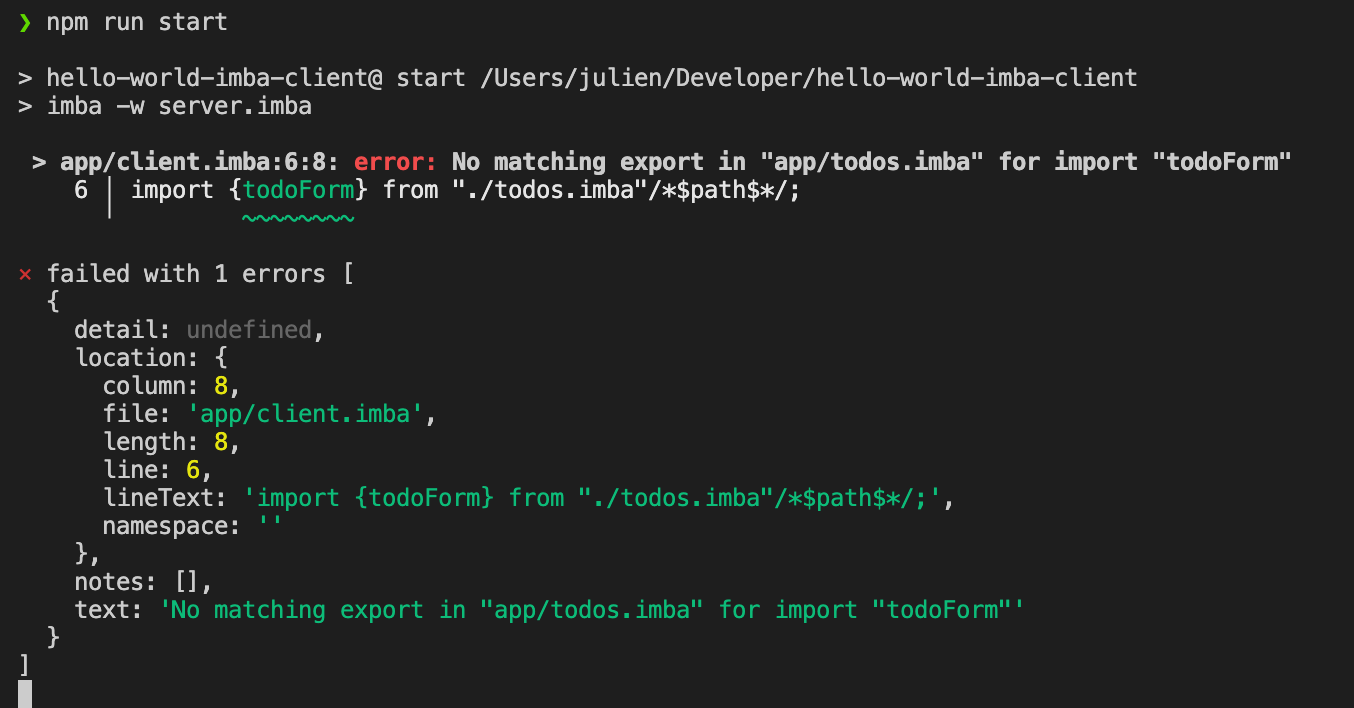 ❯ npm run start
> hello-world-imba-client@ start /Users/julien/Developer/hello-world-imba-client
> imba -w server.imba
> app/client.imba:6:8: error: No matching export in "app/todos.imba" for import "todoForm"
6 │ import {todoForm} from "./todos.imba"/*$path$*/;
│ ~~~~~~~~
× failed with 1 errors [
{
detail: undefined,
location: {
column: 8,
file: 'app/client.imba',
length: 8,
line: 6,
lineText: 'import {todoForm} from "./todos.imba"/*$path$*/;',
namespace: ''
},
notes: [],
text: 'No matching export in "app/todos.imba" for import "todoForm"'
}
]